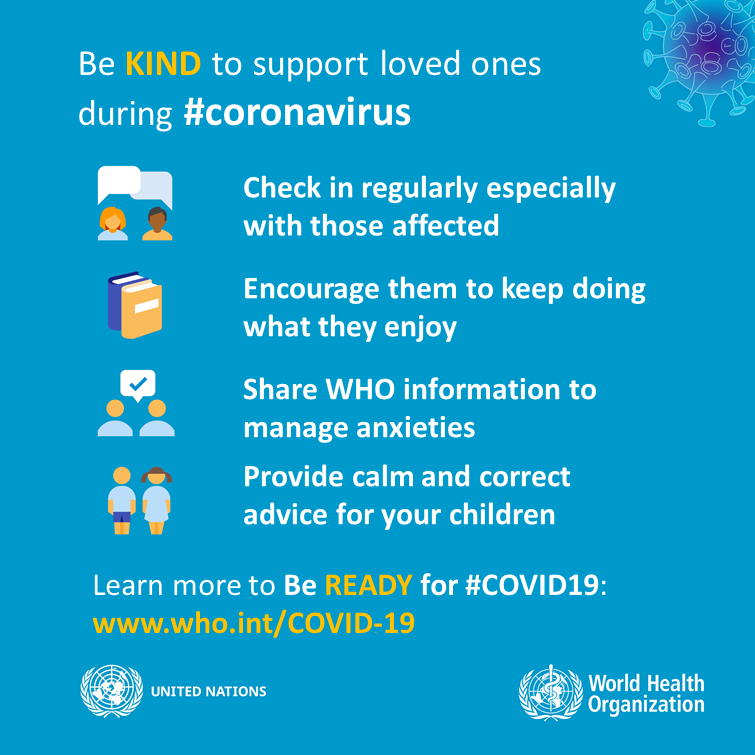 Be KIND to support loved ones
during #coronavirus
Check in regularly especially
with those affected
Encourage them to keep doing
what they enjoy
Share WHO information to
manage anxieties
Provide calm and correct
advice for your children
Learn more to Be READY for #COVID19:
www.who.int/COVID-19
UNITED NATIONS
World Health
Organization